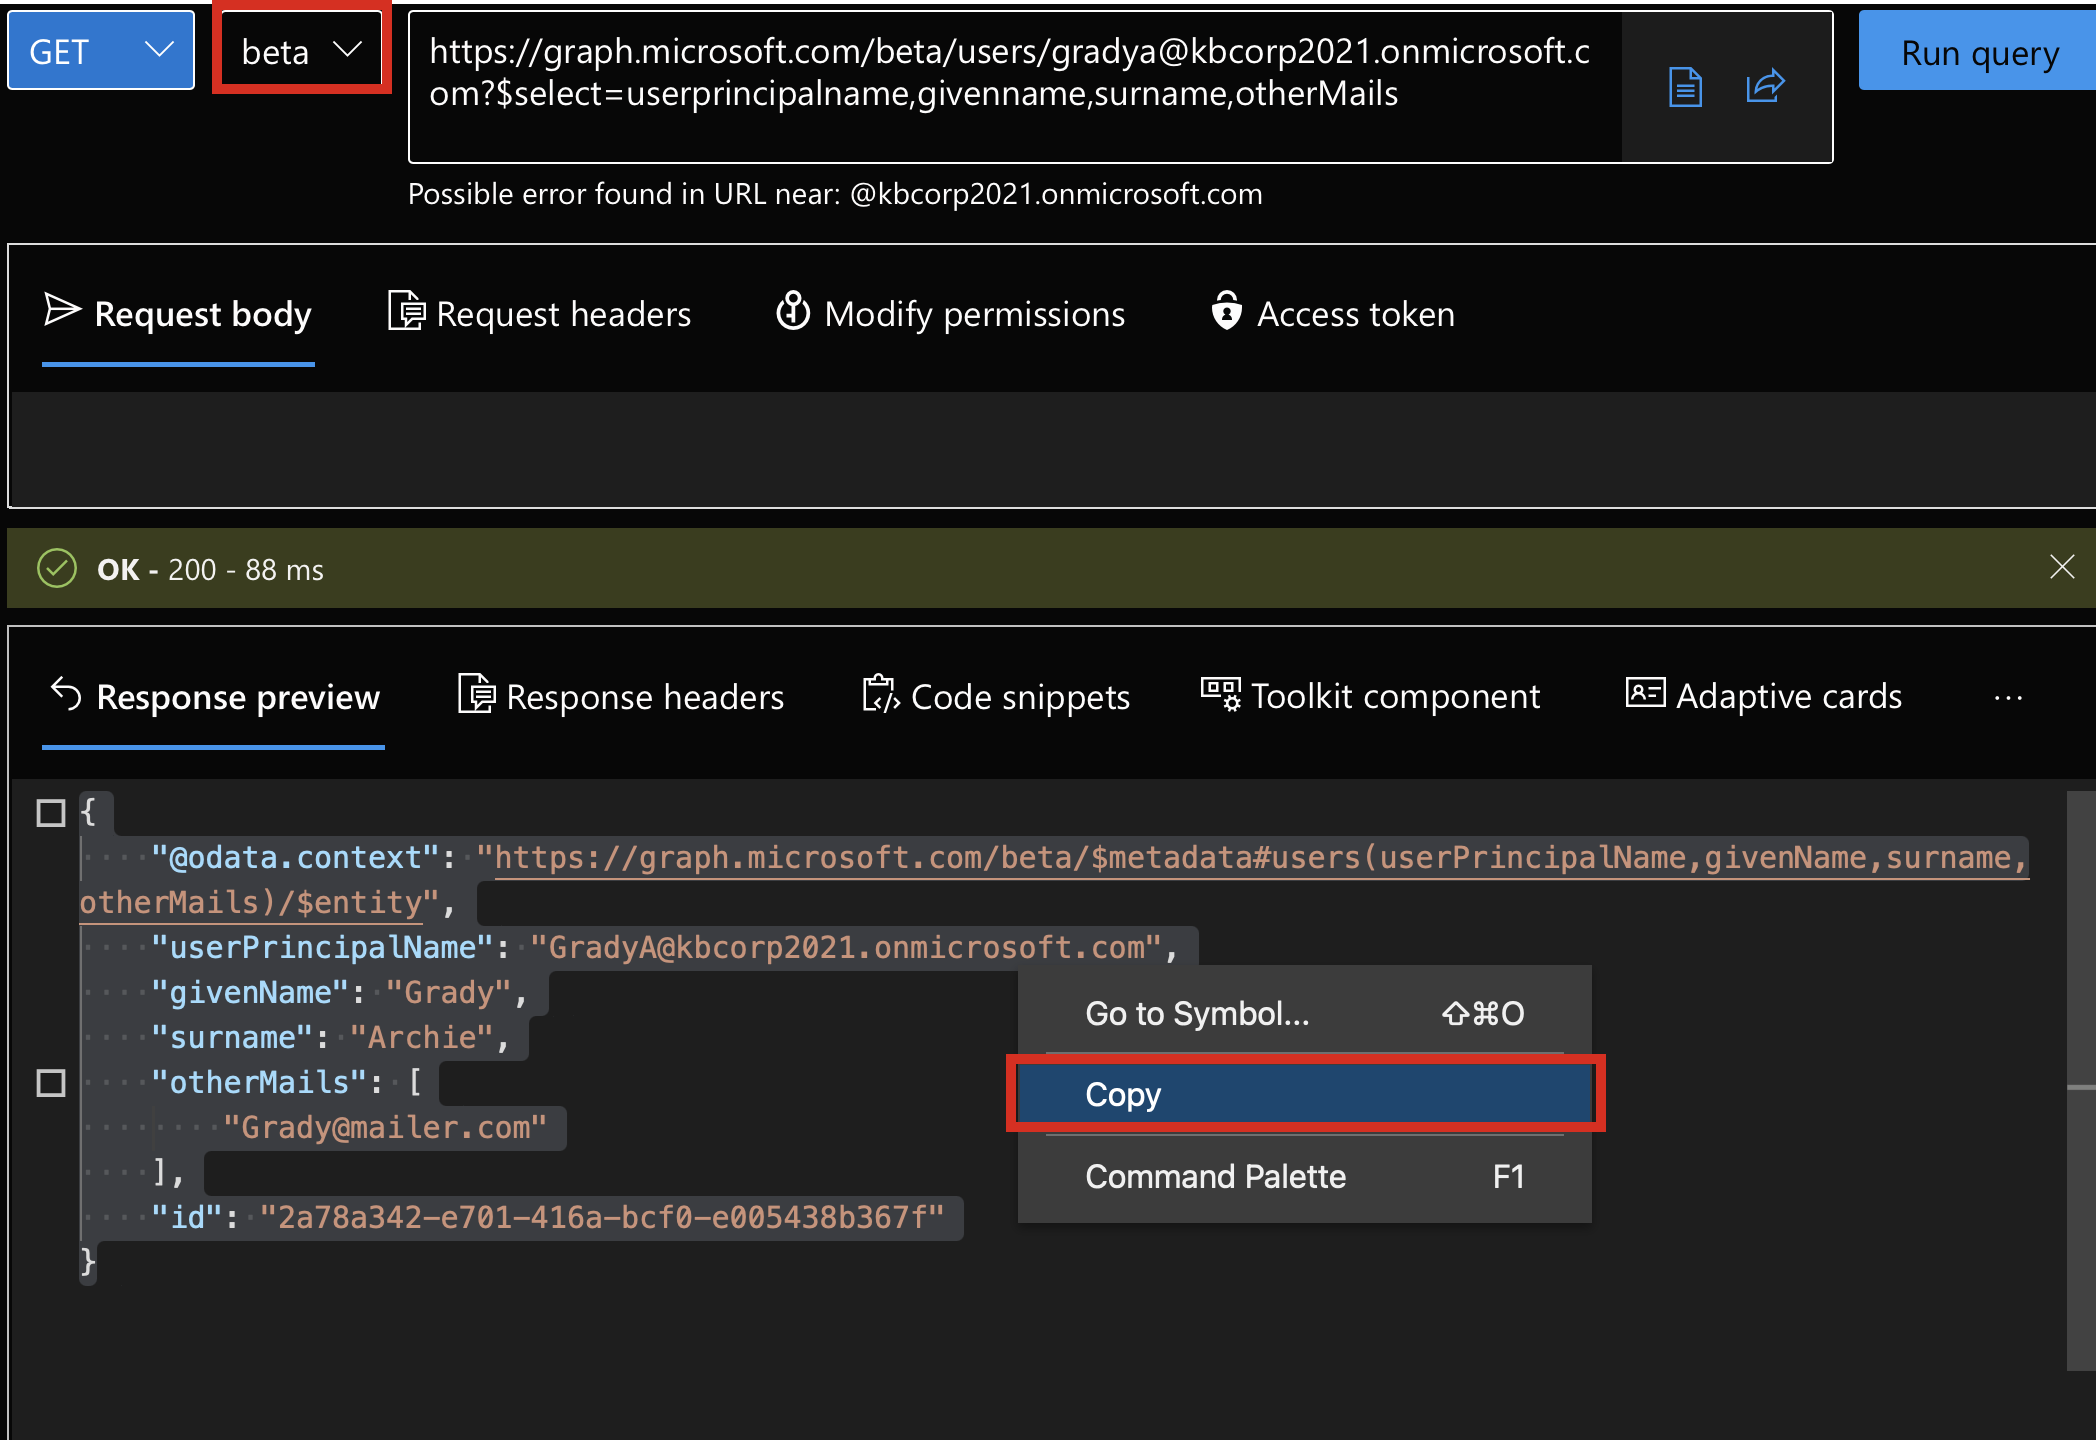 GET
beta
https://graph.microsoft.com/beta/users/gradya@kbcorp2021.onmicrosoft.c
om?$select=userprincipalname,givenname,surname,otherMails
Run query
Possible error found in URL near: @kbcorp2021.onmicrosoft.com
Request body
Request headers
Modify permissions
Access token
OK - 200 - 88 ms
Response preview
Response headers
Code snippets
Toolkit component
Adaptive cards
...
{
"@odata.context": "https://graph.microsoft.com/beta/$metadata#users(userPrincipalName,givenName,surname,
otherMails)/$entity",
"userPrincipalName": "GradyA@kbcorp2021.onmicrosoft.com",
"givenName": "Grady",
"surname": "Archie",
"otherMails": [
"Grady@mailer.com"
],
"id": "2a78a342-e701-416a-bcf0-e005438b367f"
}
Go to Symbol... ⇧⌘O
Copy
Command Palette F1